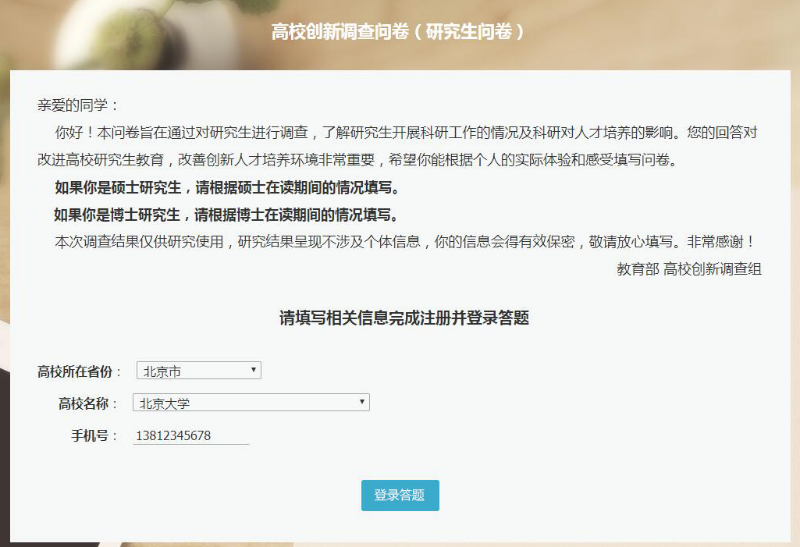 高校创新调查问卷（研究生问卷）
亲爱的同学：
你好！本问卷旨在通过对研究生进行调查，了解研究生开展科研工作的情况及科研对人才培养的影响。您的回答对
改进高校研究生教育，改善创新人才培养环境非常重要，希望你能根据个人的实际体验和感受填写问卷。
如果你是硕士研究生，请根据硕士在读期间的情况填写。
如果你是博士研究生，请根据博士在读期间的情况填写。
本次调查结果仅供研究使用，研究结果呈现不涉及个体信息，你的信息会得有效保密，敬请放心填写。非常感谢！
教育部 高校创新调查组
请填写相关信息完成注册并登录答题
高校所在省份： 北京市
高校名称： 北京大学
手机号： 13812345678
登录答题